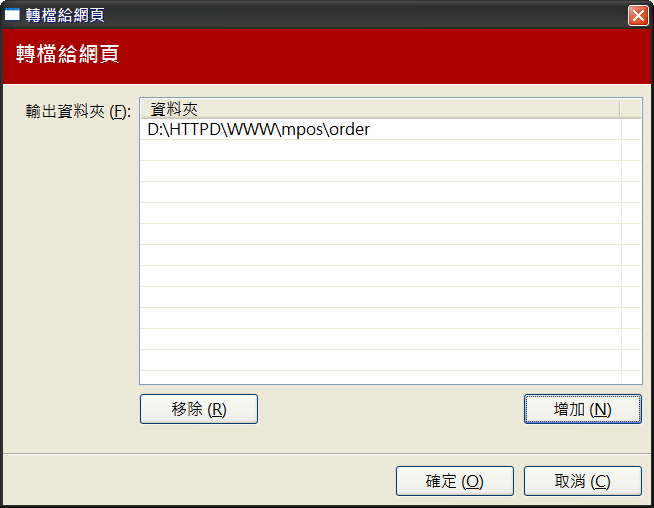 轉檔給網頁
轉檔給網頁
輸出資料夾 (F):
資料夾
D:\HTTPD\WWW\mpos\order
移除 (R)
增加 (N)
確定 (O)
取消 (C)